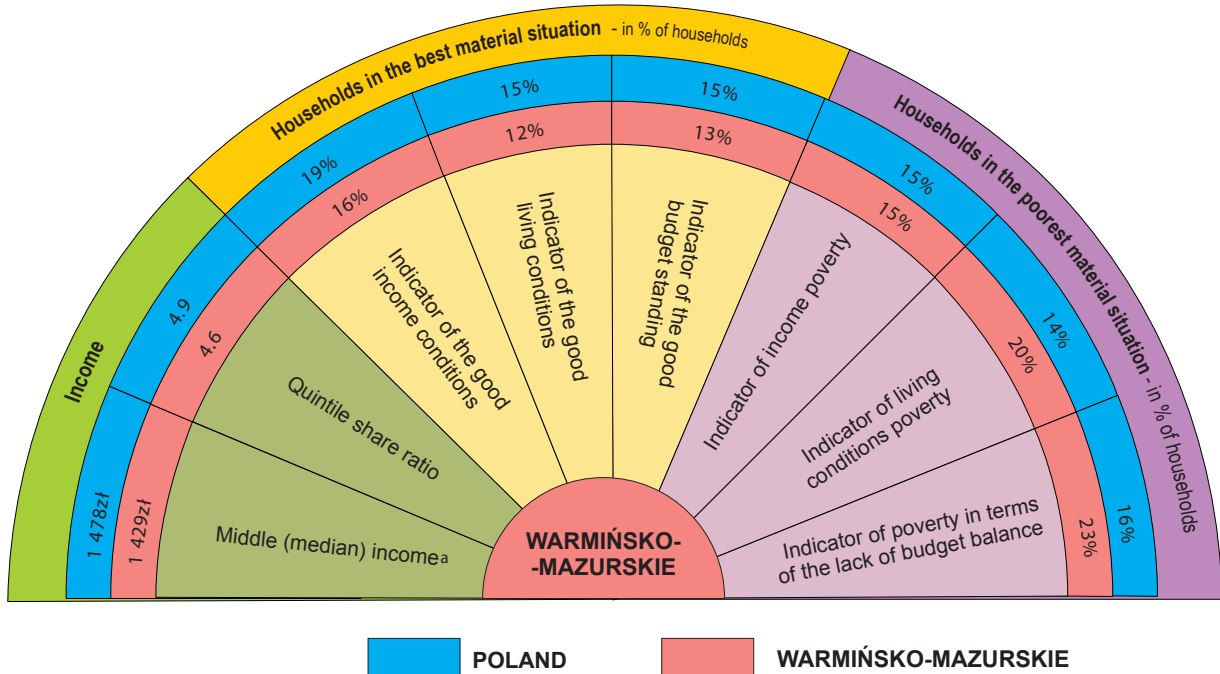 Income
Households in the best material situation - in % of households
Households in the poorest material situation - in % of households
1 478zł
4.9
19%
15%
15%
15%
14%
16%
1 429zł
4.6
16%
12%
13%
15%
20%
23%
Middle (median) income a
Quintile share ratio
Indicator of the good
income conditions
Indicator of the good
living conditions
Indicator of the good
budget standing
Indicator of income poverty
Indicator of living
conditions poverty
Indicator of poverty in terms
of the lack of budget balance
WARMIŃSKO-
-MAZURSKIE
POLAND
WARMIŃSKO-MAZURSKIE